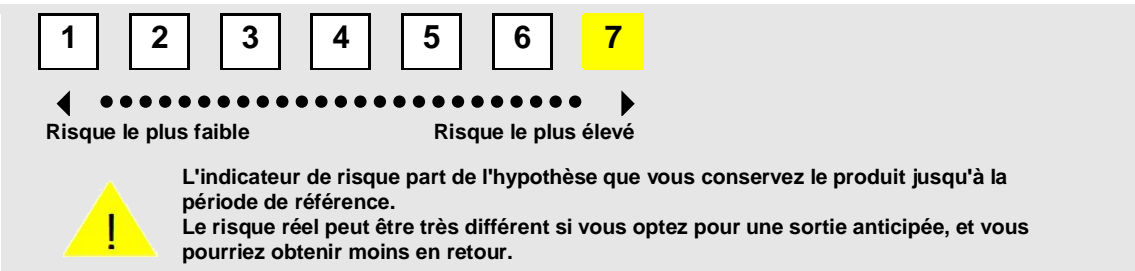 1 2 3 4 5 6 7
Risque le plus faible Risque le plus élevé
L'indicateur de risque part de l'hypothèse que vous conservez le produit jusqu'à la
période de référence.
Le risque réel peut être très différent si vous optez pour une sortie anticipée, et vous
pourriez obtenir moins en retour.
!